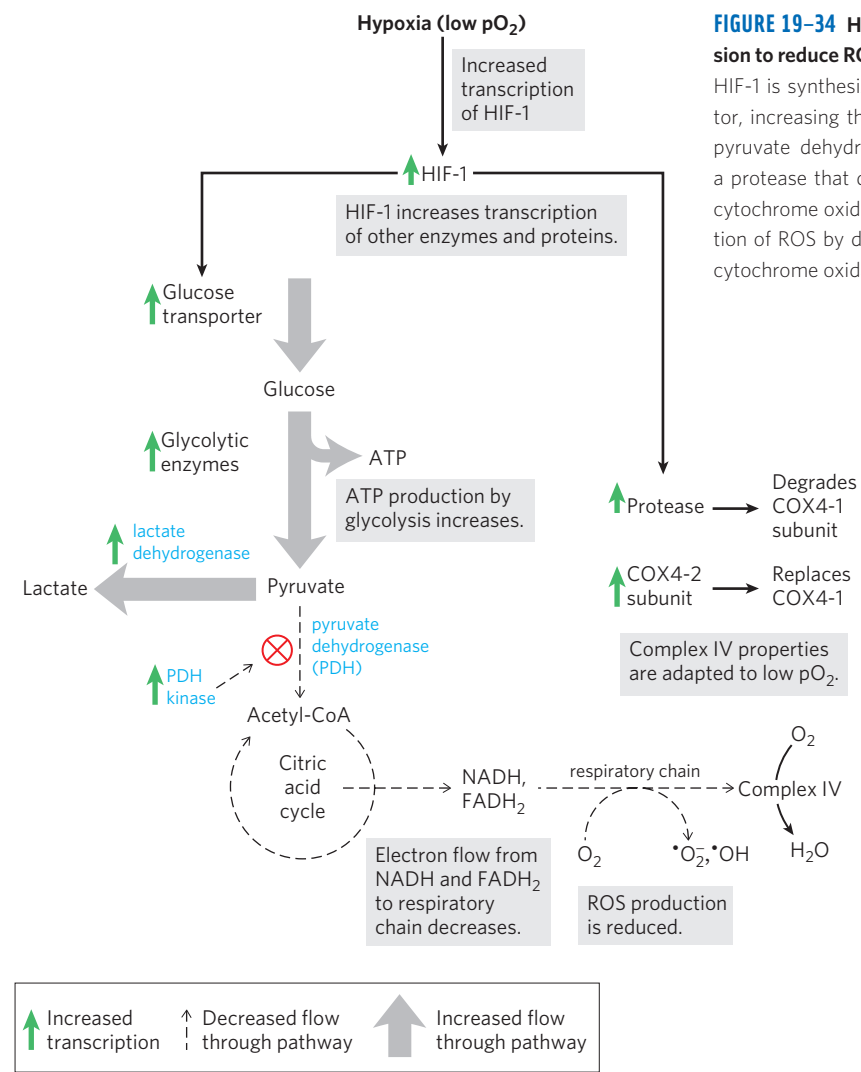 Hypoxia (low pO₂)
Increased
transcription
of HIF-1
HIF-1
HIF-1 increases transcription
of other enzymes and proteins.
Glucose
transporter
Glucose
Glycolytic
enzymes
ATP
ATP production by
glycolysis increases.
lactate
dehydrogenase
Lactate
Pyruvate
pyruvate
dehydrogenase
(PDH)
PDH
kinase
Acetyl-CoA
Citric
acid
cycle
NADH,
FADH₂
respiratory chain
Complex IV
O₂
H₂O
O₂
•O₂⁻,•OH
Electron flow from
NADH and FADH₂
to respiratory
chain decreases.
ROS production
is reduced.
Protease
Degrades
COX4-1
subunit
COX4-2
subunit
Replaces
COX4-1
Complex IV properties
are adapted to low pO₂.
Increased
transcription
Decreased flow
through pathway
Increased flow
through pathway
FIGURE 19–34 H
sion to reduce RO
HIF-1 is synthesi
tor, increasing th
pyruvate dehydr
a protease that d
cytochrome oxid
tion of ROS by d
cytochrome oxid